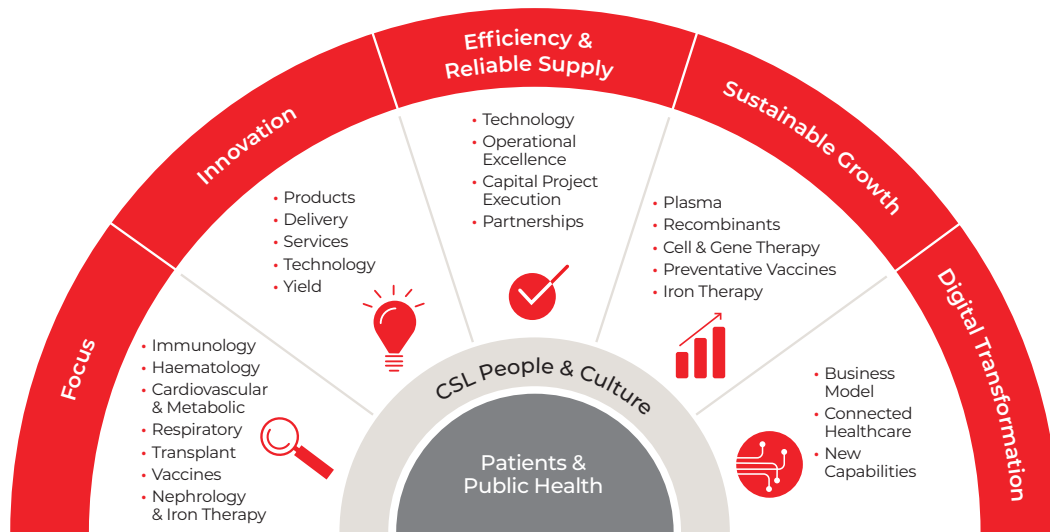 Focus
• Immunology
• Haematology
• Cardiovascular
& Metabolic
• Respiratory
• Transplant
• Vaccines
• Nephrology
& Iron Therapy
Innovation
• Products
• Delivery
• Services
• Technology
• Yield
Efficiency &
Reliable Supply
• Technology
• Operational
Excellence
• Capital Project
Execution
• Partnerships
Sustainable Growth
• Plasma
• Recombinants
• Cell & Gene Therapy
• Preventative Vaccines
• Iron Therapy
Digital Transformation
• Business
Model
• Connected
Healthcare
• New
Capabilities
CSL People & Culture
Patients &
Public Health